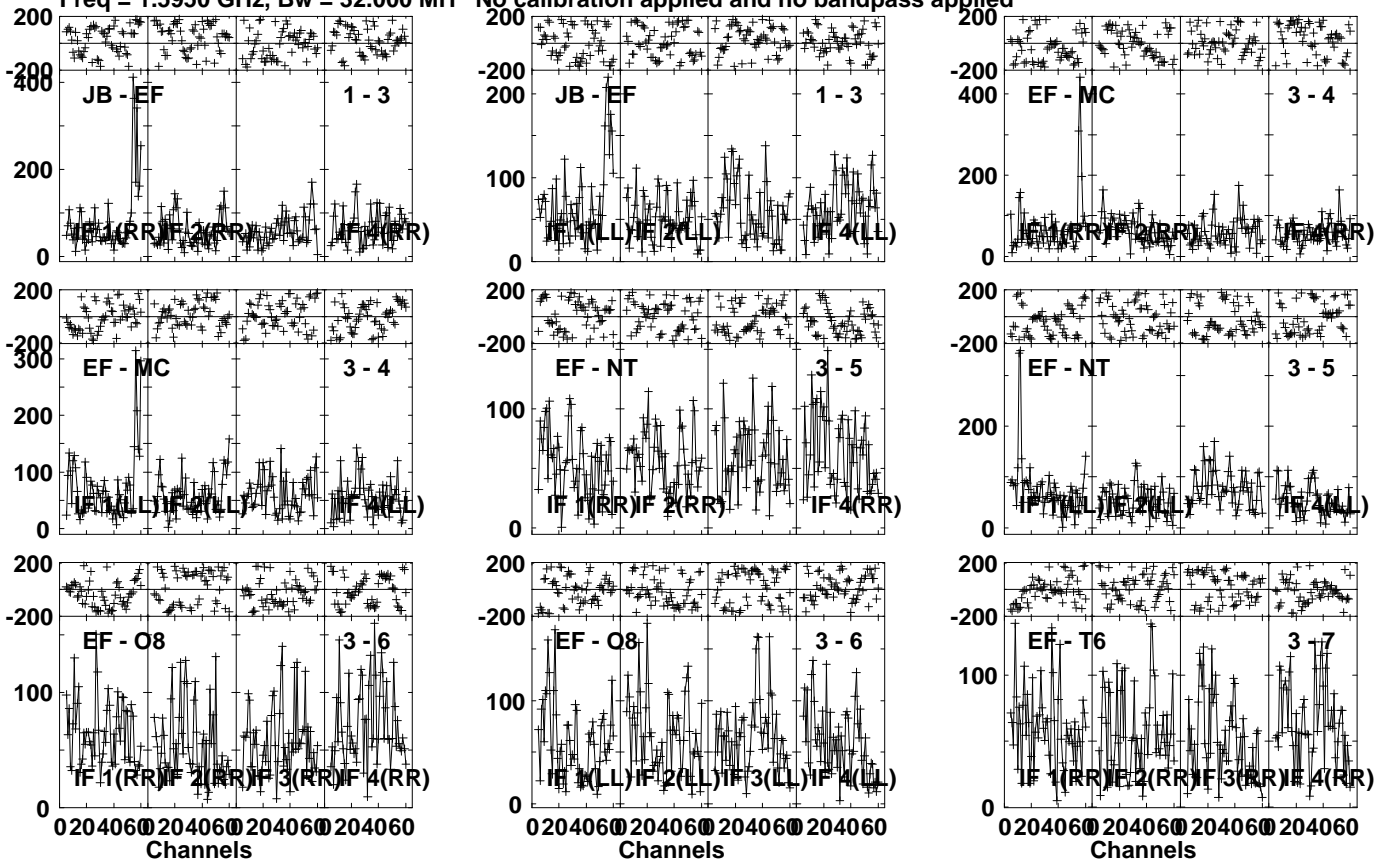 Freq = 1.5950 GHz, Bw = 32.000 MH No calibration applied and no bandpass applied
200
-200
JB - EF 1 - 3
400
200
0
IF 1(RR) IF 2(RR) IF 4(RR)
JB - EF 1 - 3
200
100
0
IF 1(LL) IF 2(LL) IF 4(LL)
200
-200
EF - MC 3 - 4
400
200
0
IF 1(RR) IF 2(RR) IF 4(RR)
200
-200
EF - MC 3 - 4
300
200
100
0
IF 1(LL) IF 2(LL) IF 4(LL)
200
-200
EF - NT 3 - 5
100
0
IF 1(RR) IF 2(RR) IF 4(RR)
200
-200
EF - NT 3 - 5
200
0
IF 1(LL) IF 2(LL) IF 4(LL)
200
-200
EF - O8 3 - 6
100
0
IF 1(RR) IF 2(RR) IF 3(RR) IF 4(RR)
0 20 40 60 0 20 40 60 0 20 40 60 0 20 40 60
Channels
200
-200
EF - O8 3 - 6
100
0
IF 1(LL) IF 2(LL) IF 3(LL) IF 4(LL)
0 20 40 60 0 20 40 60 0 20 40 60 0 20 40 60
Channels
200
-200
EF - T6 3 - 7
100
0
IF 1(RR) IF 2(RR) IF 3(RR) IF 4(RR)
0 20 40 60 0 20 40 60 0 20 40 60 0 20 40 60
Channels